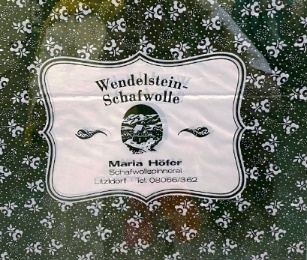 Wendelstein-
Schafwolle
Maria Höfer
Schafwollspinnerei
Litzldorf Tel. 08066/362